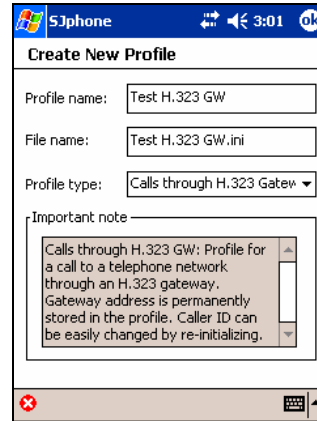 SJphone 3:01 ok
Create New Profile
Profile name: Test H.323 GW
File name: Test H.323 GW.ini
Profile type: Calls through H.323 Gatew
Important note
Calls through H.323 GW: Profile for
a call to a telephone network
through an H.323 gateway.
Gateway address is permanently
stored in the profile. Caller ID can
be easily changed by re-initializing.